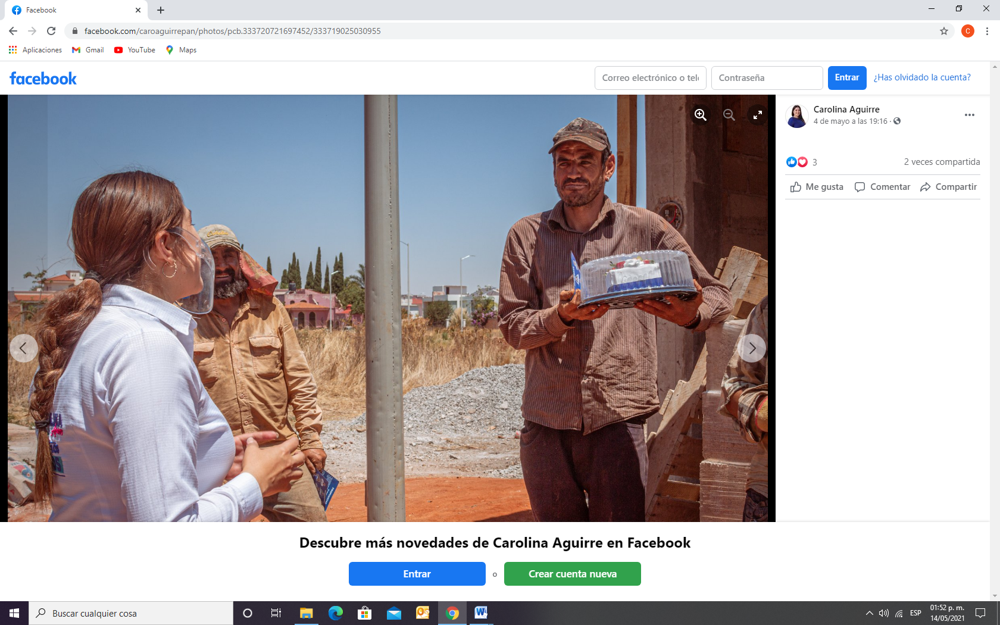 Facebook
facebook.com/caroaguirrepan/photos/pcb.333720721697452/333719025030955
C
Aplicaciones
Gmail
YouTube
Maps
facebook
Correo electrónico o tel
Contraseña
Entrar
¿Has olvidado la cuenta?
Carolina Aguirre
4 de mayo a las 19:16 ·
3
2 veces compartida
Me gusta
Comentar
Compartir
Descubre más novedades de Carolina Aguirre en Facebook
Entrar
o
Crear cuenta nueva
Buscar cualquier cosa
ESP
01:52 p. m.
14/05/2021